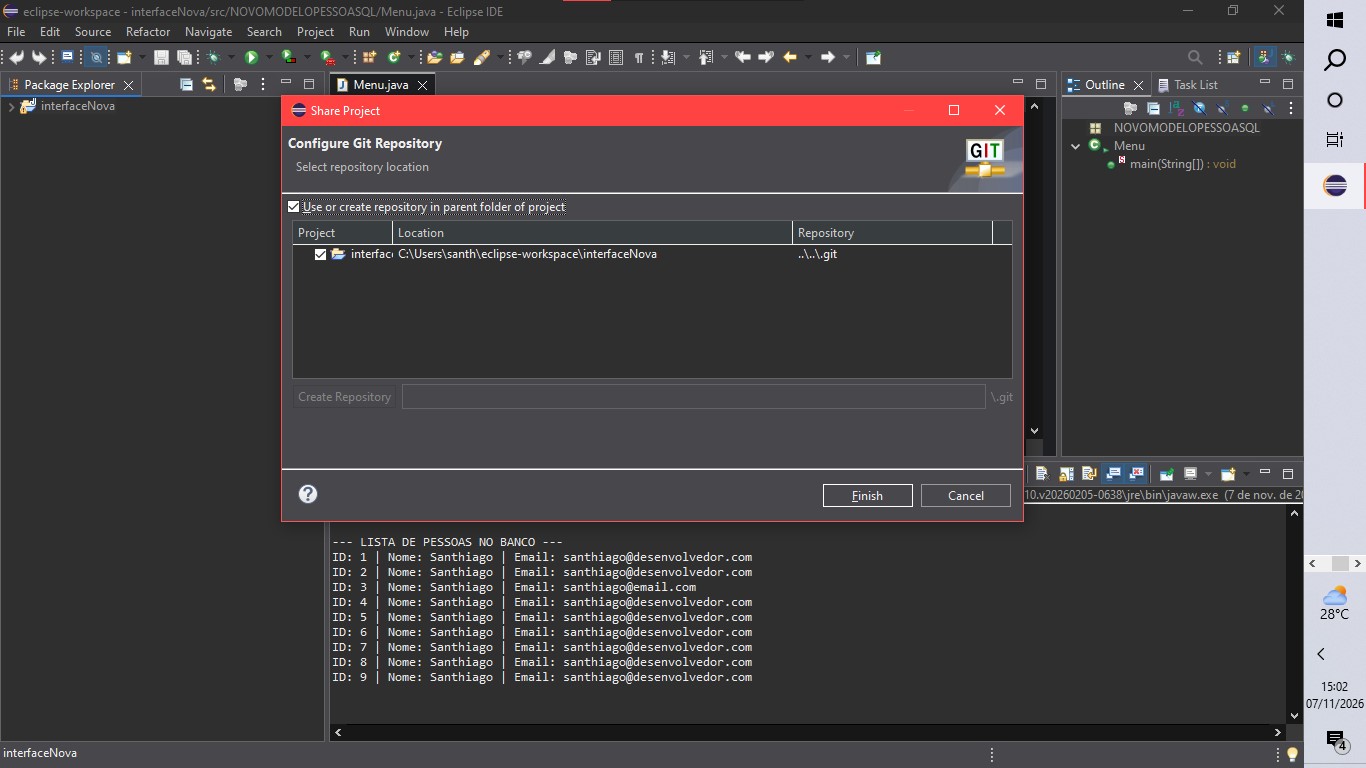 eclipse-workspace - interfaceNova/src/NOVOMODELOPESSOASQL/Menu.java - Eclipse IDE
File Edit Source Refactor Navigate Search Project Run Window Help
Package Explorer
interfaceNova
Menu.java
Outline Task List
NOVOMODELOPESSOASQL
Menu
main(String[]) : void
Share Project
Configure Git Repository
Select repository location
GIT
Use or create repository in parent folder of project
Project Location Repository
interfac C:\Users\santh\eclipse-workspace\interfaceNova ..\..\.git
Create Repository \.git
Finish Cancel
10.v20260205-0638\jre\bin\javaw.exe (7 de nov. de 20
--- LISTA DE PESSOAS NO BANCO ---
ID: 1 | Nome: Santhiago | Email: santhiago@desenvolvedor.com
ID: 2 | Nome: Santhiago | Email: santhiago@desenvolvedor.com
ID: 3 | Nome: Santhiago | Email: santhiago@email.com
ID: 4 | Nome: Santhiago | Email: santhiago@desenvolvedor.com
ID: 5 | Nome: Santhiago | Email: santhiago@desenvolvedor.com
ID: 6 | Nome: Santhiago | Email: santhiago@desenvolvedor.com
ID: 7 | Nome: Santhiago | Email: santhiago@desenvolvedor.com
ID: 8 | Nome: Santhiago | Email: santhiago@desenvolvedor.com
ID: 9 | Nome: Santhiago | Email: santhiago@desenvolvedor.com
interfaceNova
28°C
15:02
07/11/2026
4